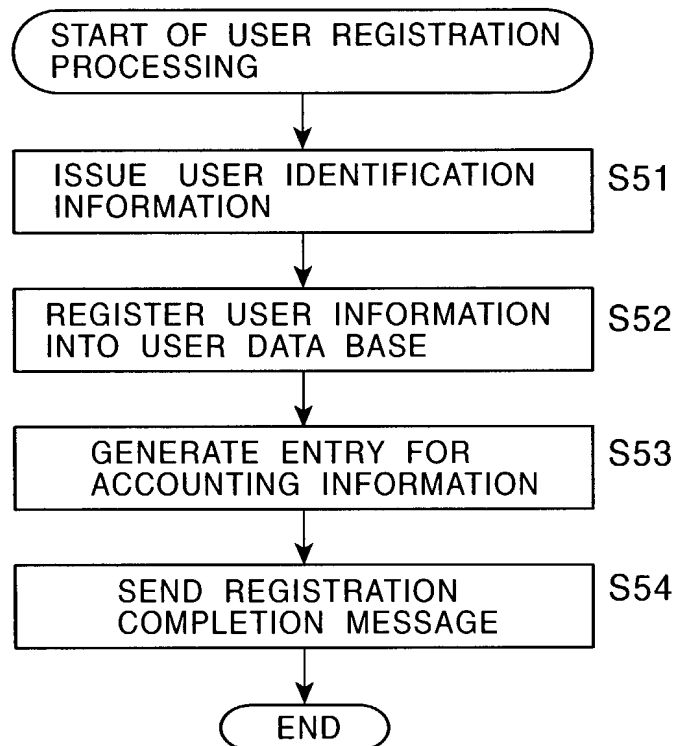 START OF USER REGISTRATION
PROCESSING
ISSUE USER IDENTIFICATION
INFORMATION
S51
REGISTER USER INFORMATION
INTO USER DATA BASE
S52
GENERATE ENTRY FOR
ACCOUNTING INFORMATION
S53
SEND REGISTRATION
COMPLETION MESSAGE
S54
END